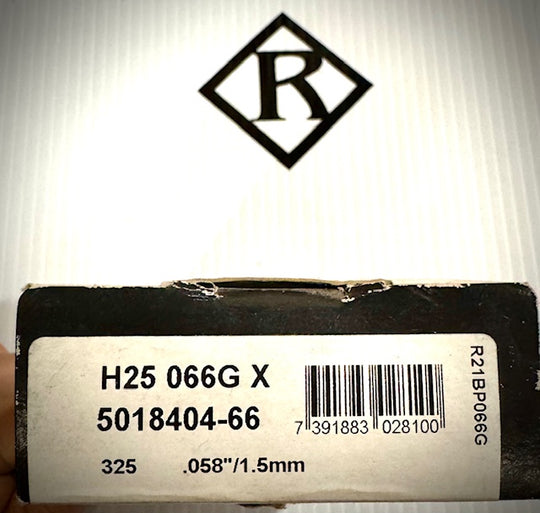 R
H25 066G X
5018404-66
7 391883 028100
325 .058"/1.5mm
R21BP066G